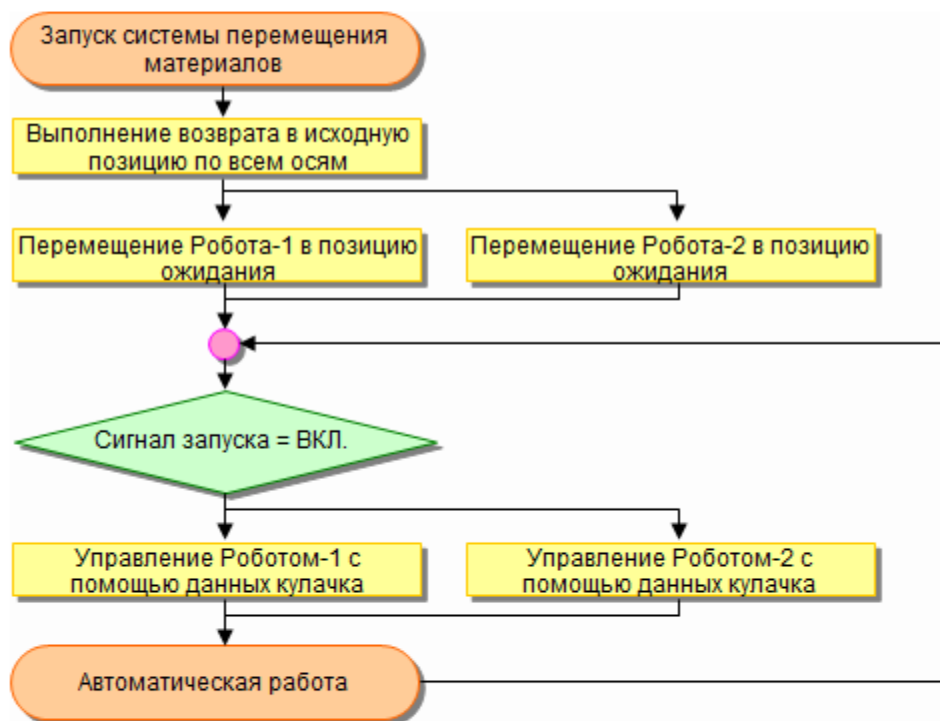 Запуск системы перемещения
материалов
Выполнение возврата в исходную
позицию по всем осям
Перемещение Робота-1 в позицию
ожидания
Перемещение Робота-2 в позицию
ожидания
Сигнал запуска = ВКЛ.
Управление Роботом-1 с
помощью данных кулачка
Управление Роботом-2 с
помощью данных кулачка
Автоматическая работа